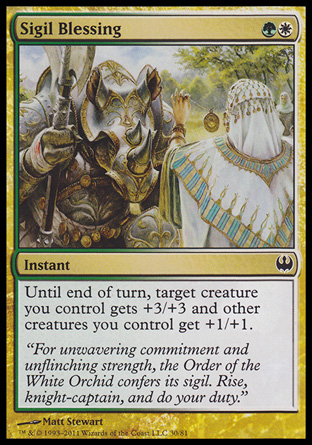 Sigil Blessing
Instant
Until end of turn, target creature
you control gets +3/+3 and other
creatures you control get +1/+1.
“For unwavering commitment and
unflinching strength, the Order of the
White Orchid confers its sigil. Rise,
knight-captain, and do your duty.”
Matt Stewart
™ & © 1993–2011 Wizards of the Coast LLC 30/81